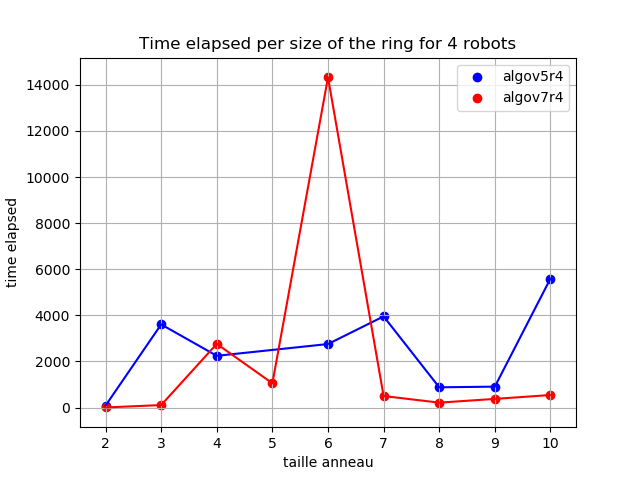 Time elapsed per size of the ring for 4 robots
algov5r4
algov7r4
14000
12000
10000
8000
6000
4000
2000
0
time elapsed
2 3 4 5 6 7 8 9 10
taille anneau